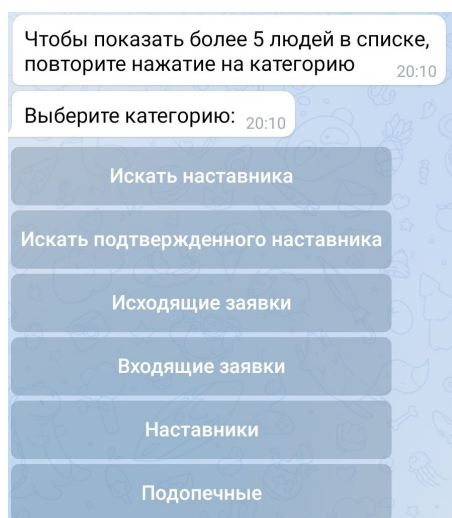 Чтобы показать более 5 людей в списке,
повторите нажатие на категорию 20:10
Выберите категорию: 20:10
Искать наставника
Искать подтвержденного наставника
Исходящие заявки
Входящие заявки
Наставники
Подопечные